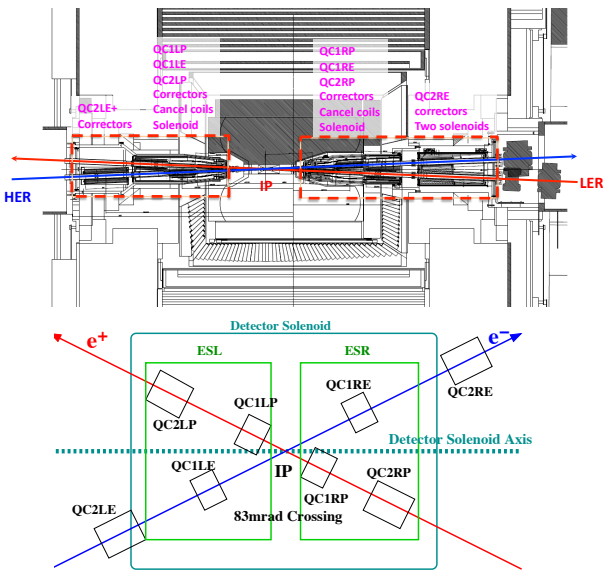 QC1LP
QC1LE
QC2LP
Correctors
Cancel coils
Solenoid
QC1RP
QC1RE
QC2RP
Correctors
Cancel coils
Solenoid
QC2LE+
Correctors
QC2RE
correctors
Two solenoids
HER
IP
LER
Detector Solenoid
e+
e−
ESL
ESR
QC2LP
QC1LP
QC1RE
QC2RE
Detector Solenoid Axis
QC1LE
IP
QC2RP
QC1RP
QC2LE
83mrad Crossing